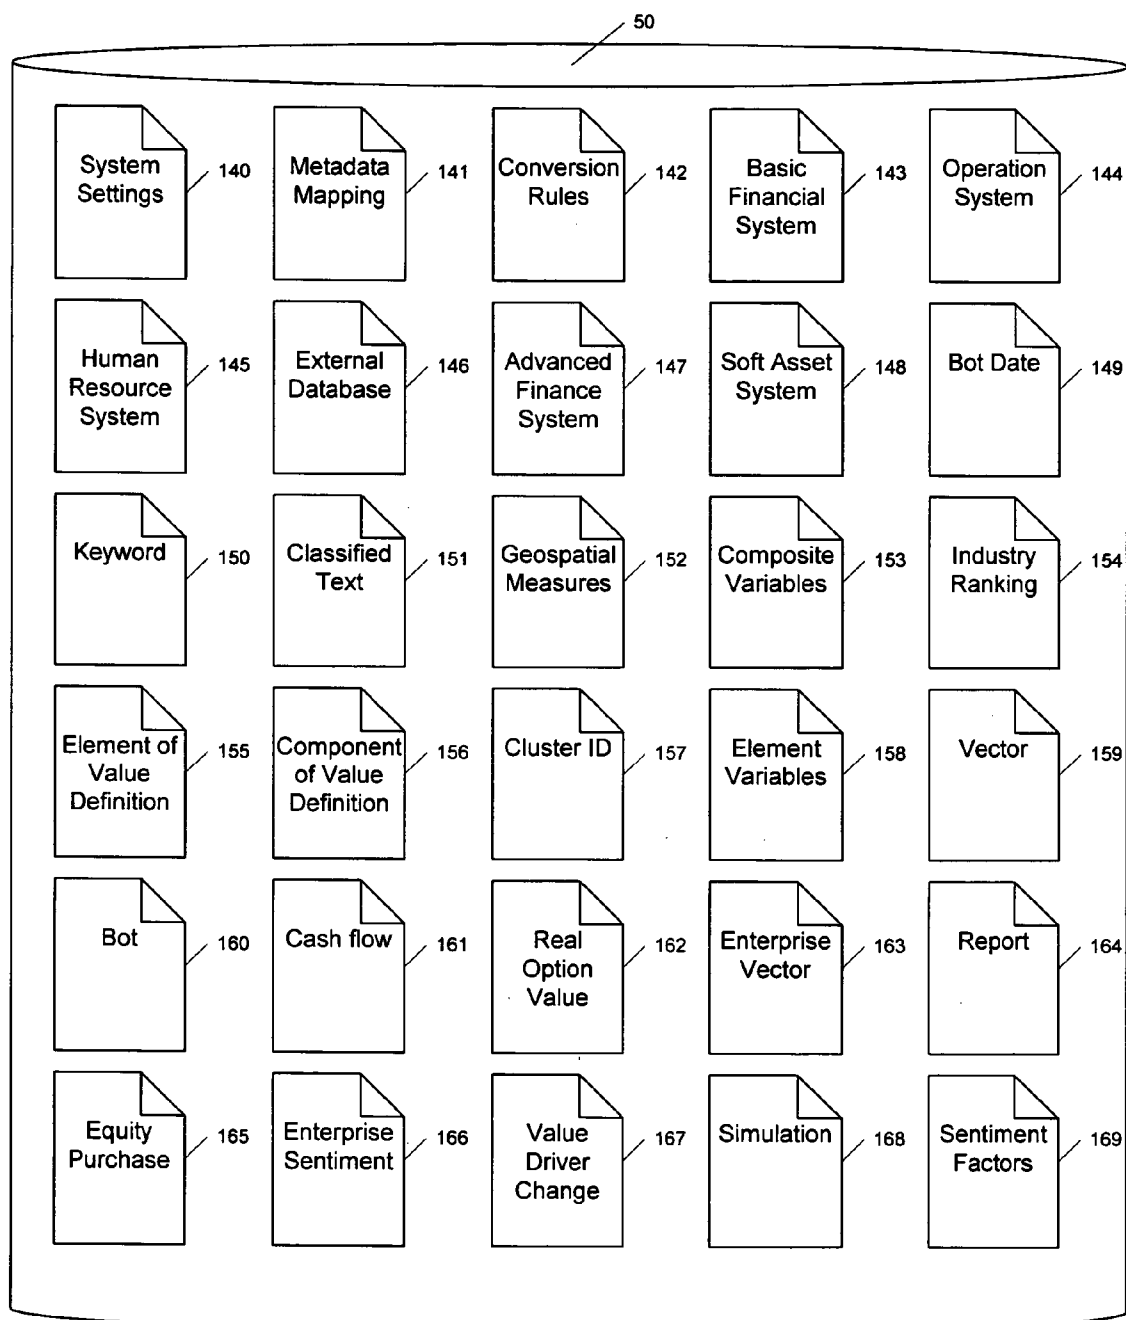 50
System
Settings
140
Metadata
Mapping
141
Conversion
Rules
142
Basic
Financial
System
143
Operation
System
144
Human
Resource
System
145
External
Database
146
Advanced
Finance
System
147
Soft Asset
System
148
Bot Date
149
Keyword
150
Classified
Text
151
Geospatial
Measures
152
Composite
Variables
153
Industry
Ranking
154
Element of
Value
Definition
155
Component
of Value
Definition
156
Cluster ID
157
Element
Variables
158
Vector
159
Bot
160
Cash flow
161
Real
Option
Value
162
Enterprise
Vector
163
Report
164
Equity
Purchase
165
Enterprise
Sentiment
166
Value
Driver
Change
167
Simulation
168
Sentiment
Factors
169